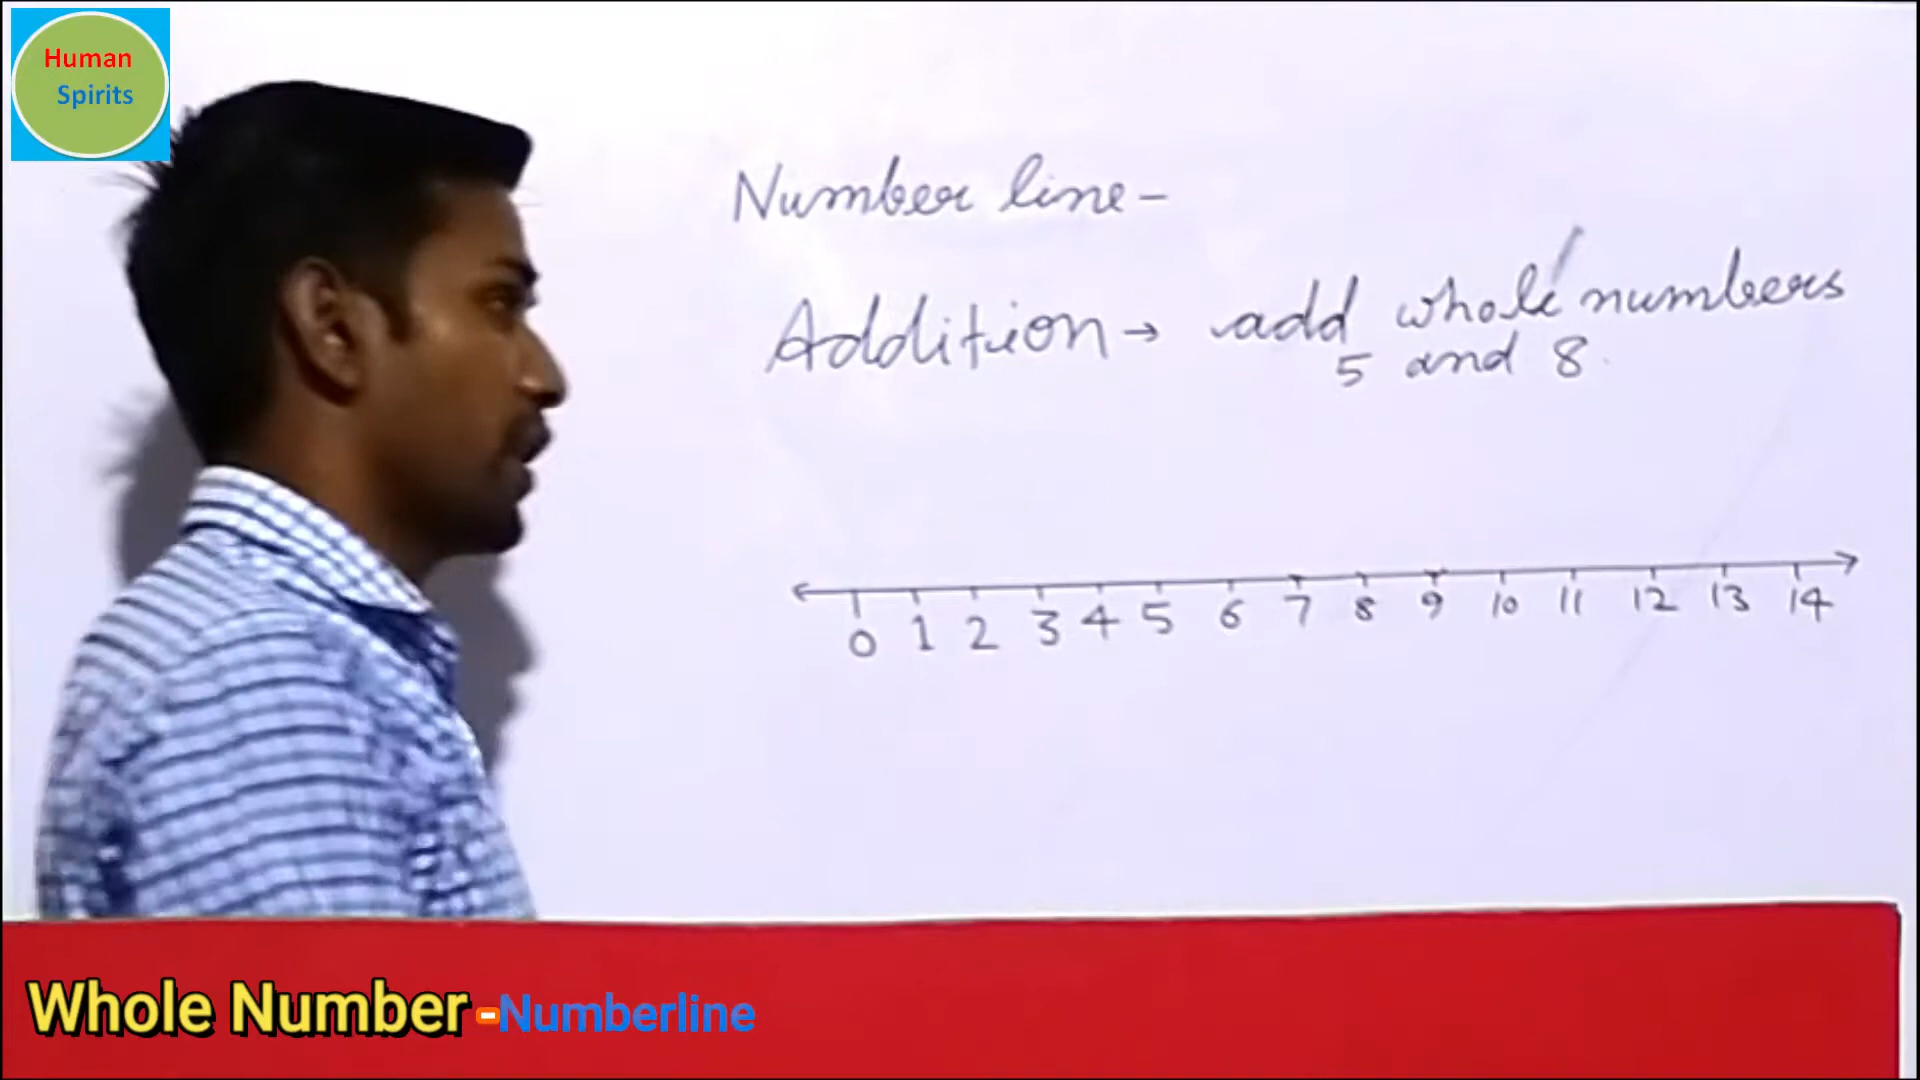 Human
Spirits
Number line -
Addition → add whole numbers
5 and 8.
0 1 2 3 4 5 6 7 8 9 10 11 12 13 14
Whole Number -Numberline